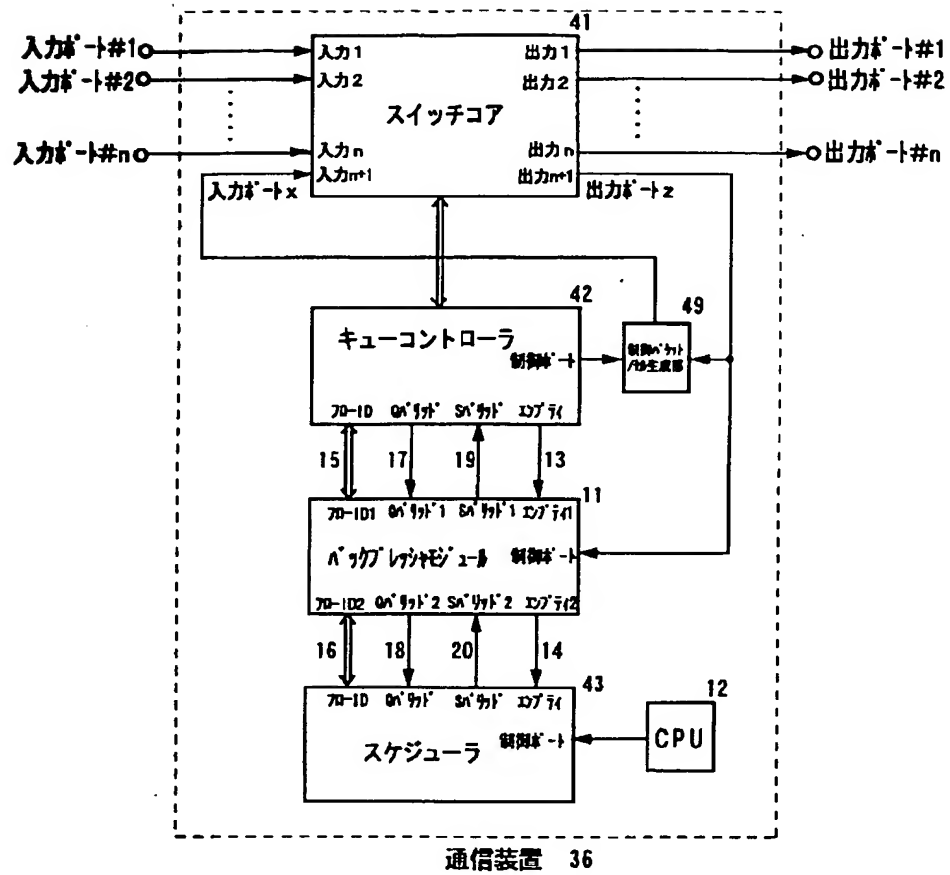 41
入力ポート#1
入力1
出力1
出力ポート#1
入力ポート#2
入力2
出力2
出力ポート#2
スイッチコア
入力ポート#n
入力n
出力n
出力ポート#n
入力n+1
出力n+1
入力ポートx
出力ポートz
42
49
キューコントローラ
制御ポート
制御パケット
/セル生成部
フローID
Qバリッド
Sバリッド
エンプティ
15
17
19
13
11
フローID1
Qバリッド1
Sバリッド1
エンプティ1
バックプレッシャモジュール
制御ポート
フローID2
Qバリッド2
Sバリッド2
エンプティ2
16
18
20
14
43
12
フローID
Qバリッド
Sバリッド
エンプティ
制御ポート
CPU
スケジューラ
通信装置 36